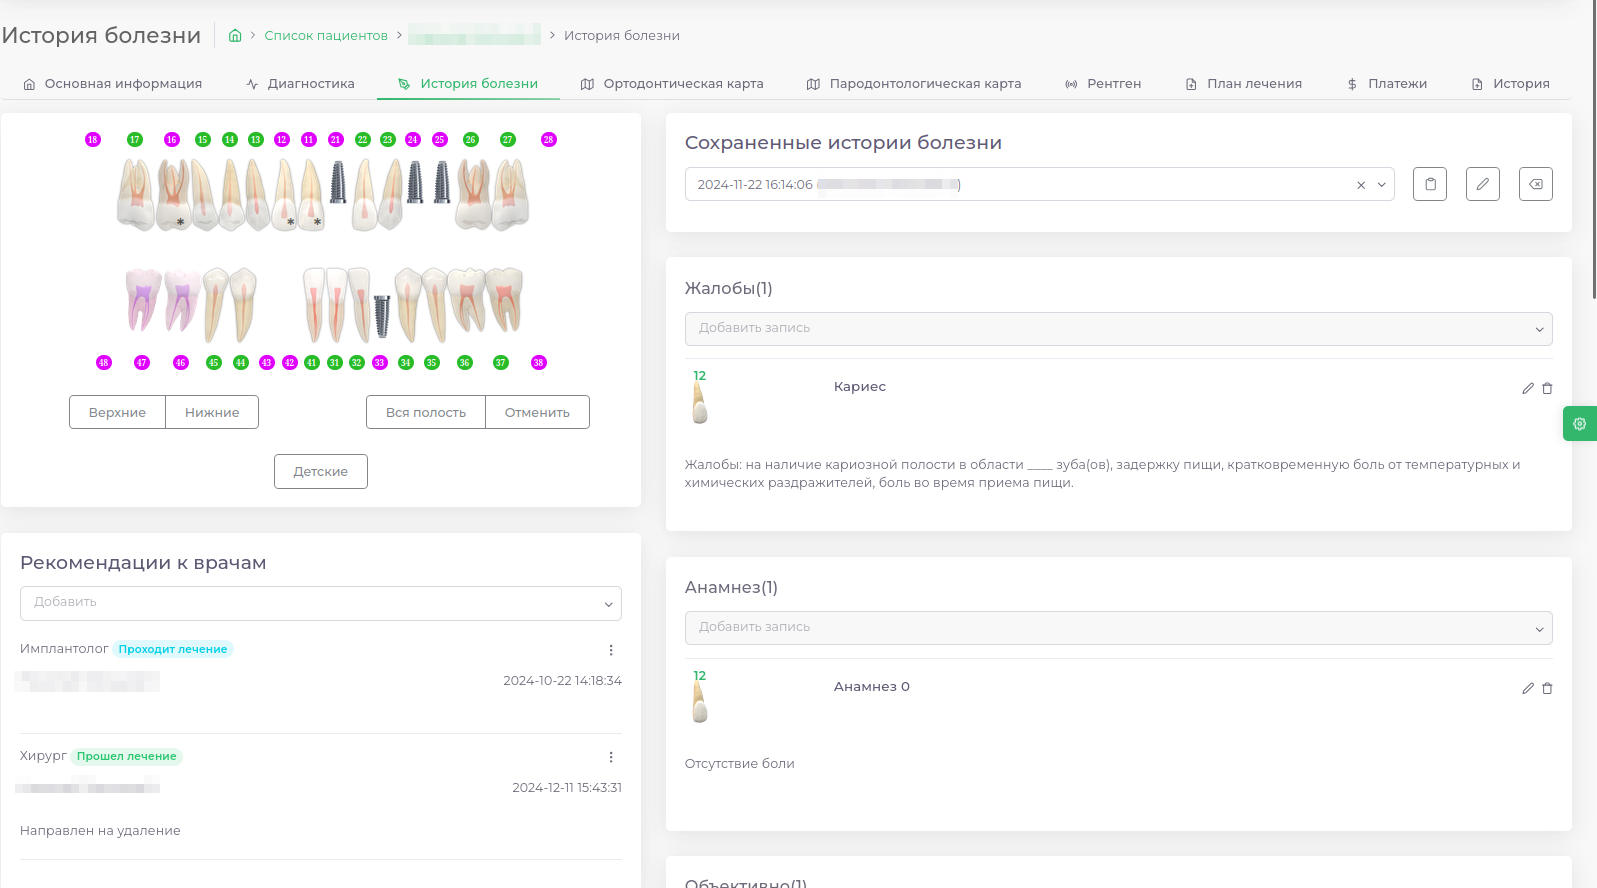 История болезни
Список пациентов
История болезни
Основная информация
Диагностика
История болезни
Ортодонтическая карта
Пародонтологическая карта
Рентген
План лечения
Платежи
История
18 17 16 15 14 13 12 11 21 22 23 24 25 26 27 28
* * *
48 47 46 45 44 43 42 41 31 32 33 34 35 36 37 38
Верхние
Нижние
Вся полость
Отменить
Детские
Рекомендации к врачам
Добавить
Имплантолог Проходит лечение
2024-10-22 14:18:34
Хирург Прошел лечение
2024-12-11 15:43:31
Направлен на удаление
Сохраненные истории болезни
2024-11-22 16:14:06
Жалобы(1)
Добавить запись
12
Кариес
Жалобы: на наличие кариозной полости в области ____ зуба(ов), задержку пищи, кратковременную боль от температурных и
химических раздражителей, боль во время приема пищи.
Анамнез(1)
Добавить запись
12
Анамнез 0
Отсутствие боли
Объективно(1)